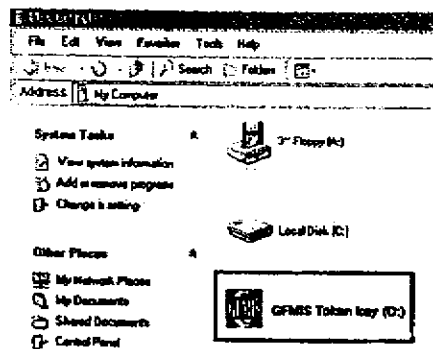 File Edit View Favorites Tools Help
Search Folders
Address My Computer
System Tasks
View system information
Add or remove programs
Change a setting
Other Places
My Network Places
My Documents
Shared Documents
Control Panel
3½ Floppy (A:)
Local Disk (C:)
GFMIS Token key (D:)